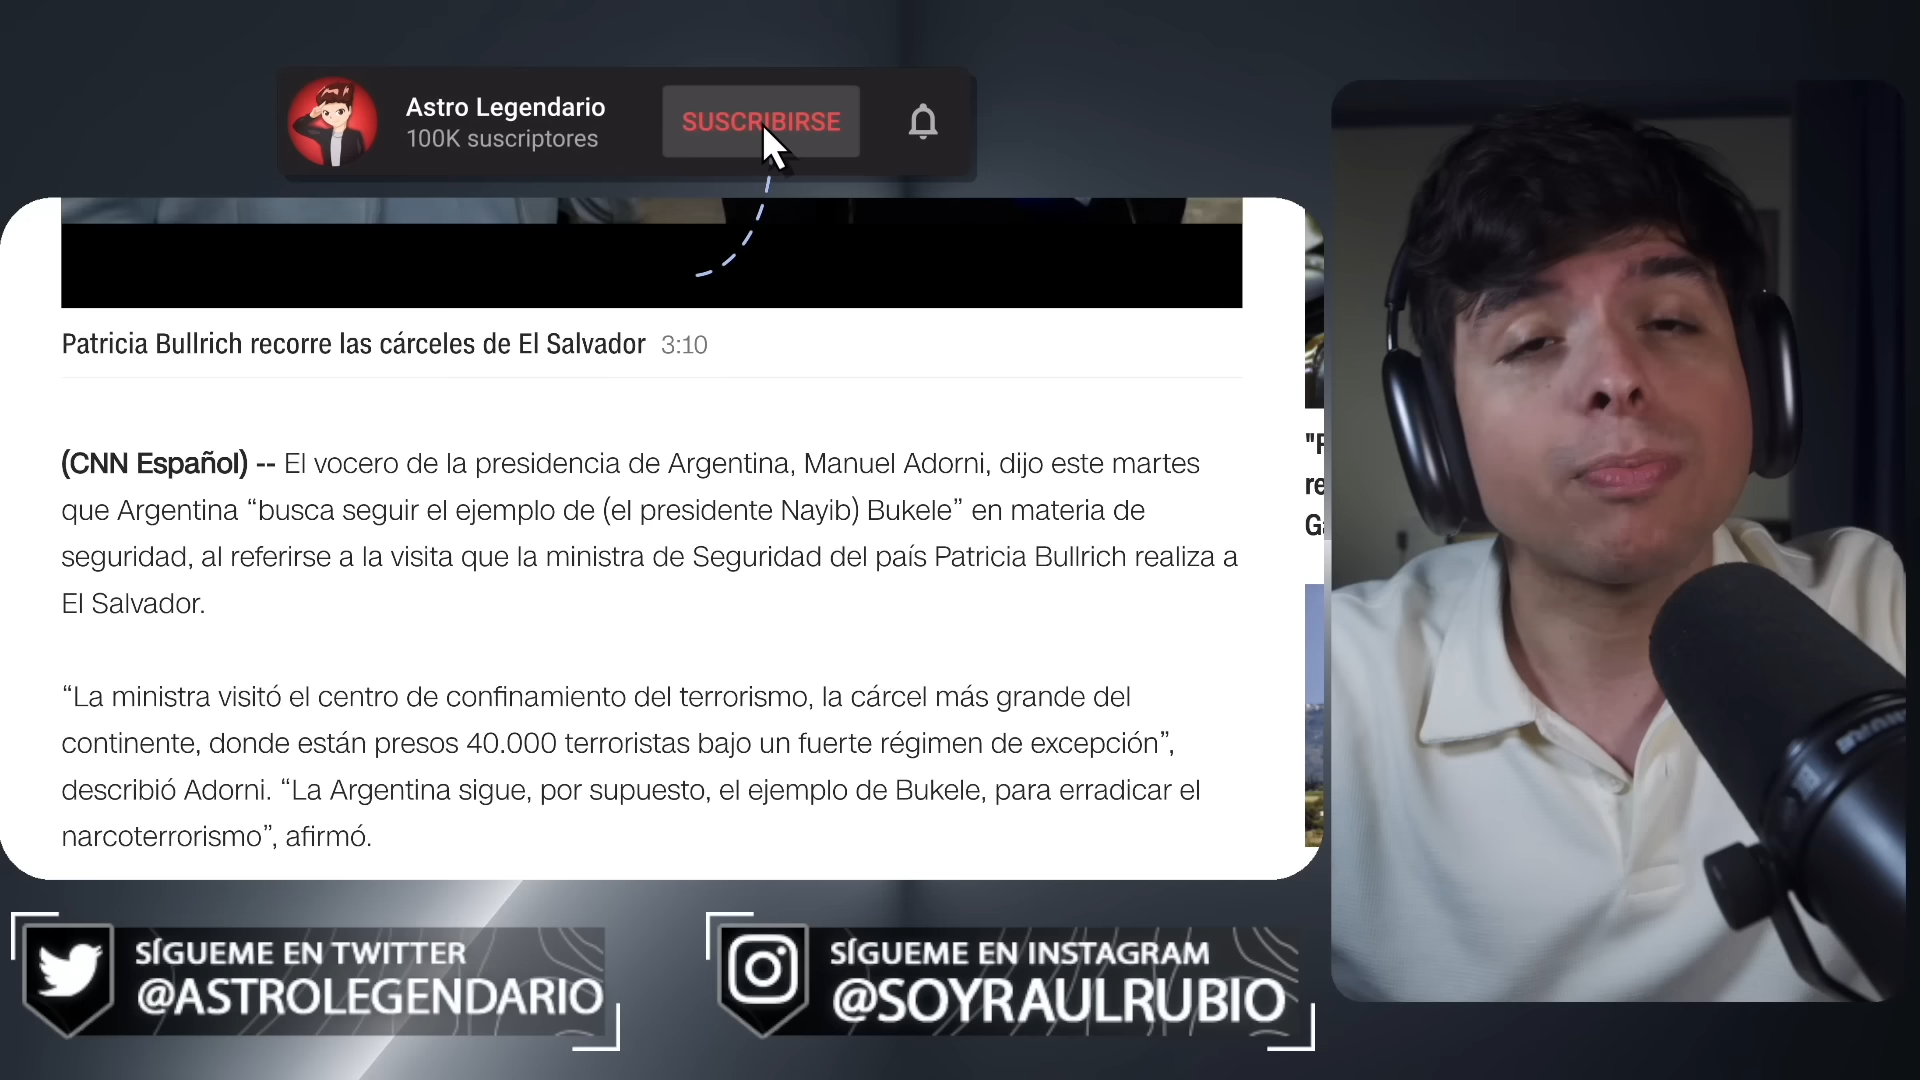 Astro Legendario
100K suscriptores
SUSCRIBIRSE
Patricia Bullrich recorre las cárceles de El Salvador 3:10
(CNN Español) -- El vocero de la presidencia de Argentina, Manuel Adorni, dijo este martes
que Argentina “busca seguir el ejemplo de (el presidente Nayib) Bukele” en materia de
seguridad, al referirse a la visita que la ministra de Seguridad del país Patricia Bullrich realiza a
El Salvador.
“La ministra visitó el centro de confinamiento del terrorismo, la cárcel más grande del
continente, donde están presos 40.000 terroristas bajo un fuerte régimen de excepción”,
describió Adorni. “La Argentina sigue, por supuesto, el ejemplo de Bukele, para erradicar el
narcoterrorismo”, afirmó.
SÍGUEME EN TWITTER
@ASTROLEGENDARIO
SÍGUEME EN INSTAGRAM
@SOYRAULRUBIO